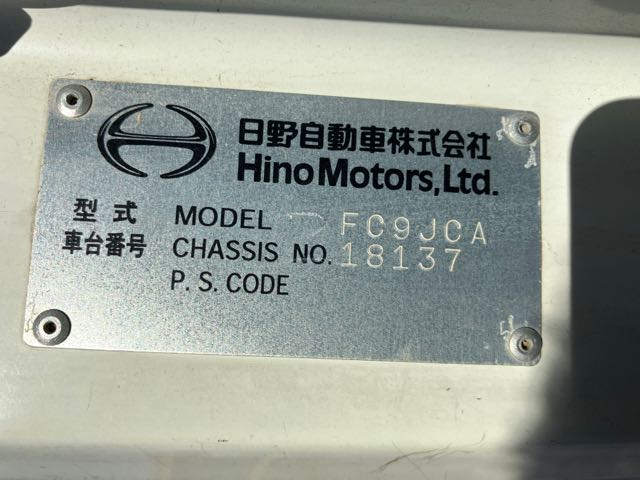 日野自動車株式会社
Hino Motors, Ltd.
型式 MODEL FC9JCA
車台番号 CHASSIS NO. 18137
P. S. CODE